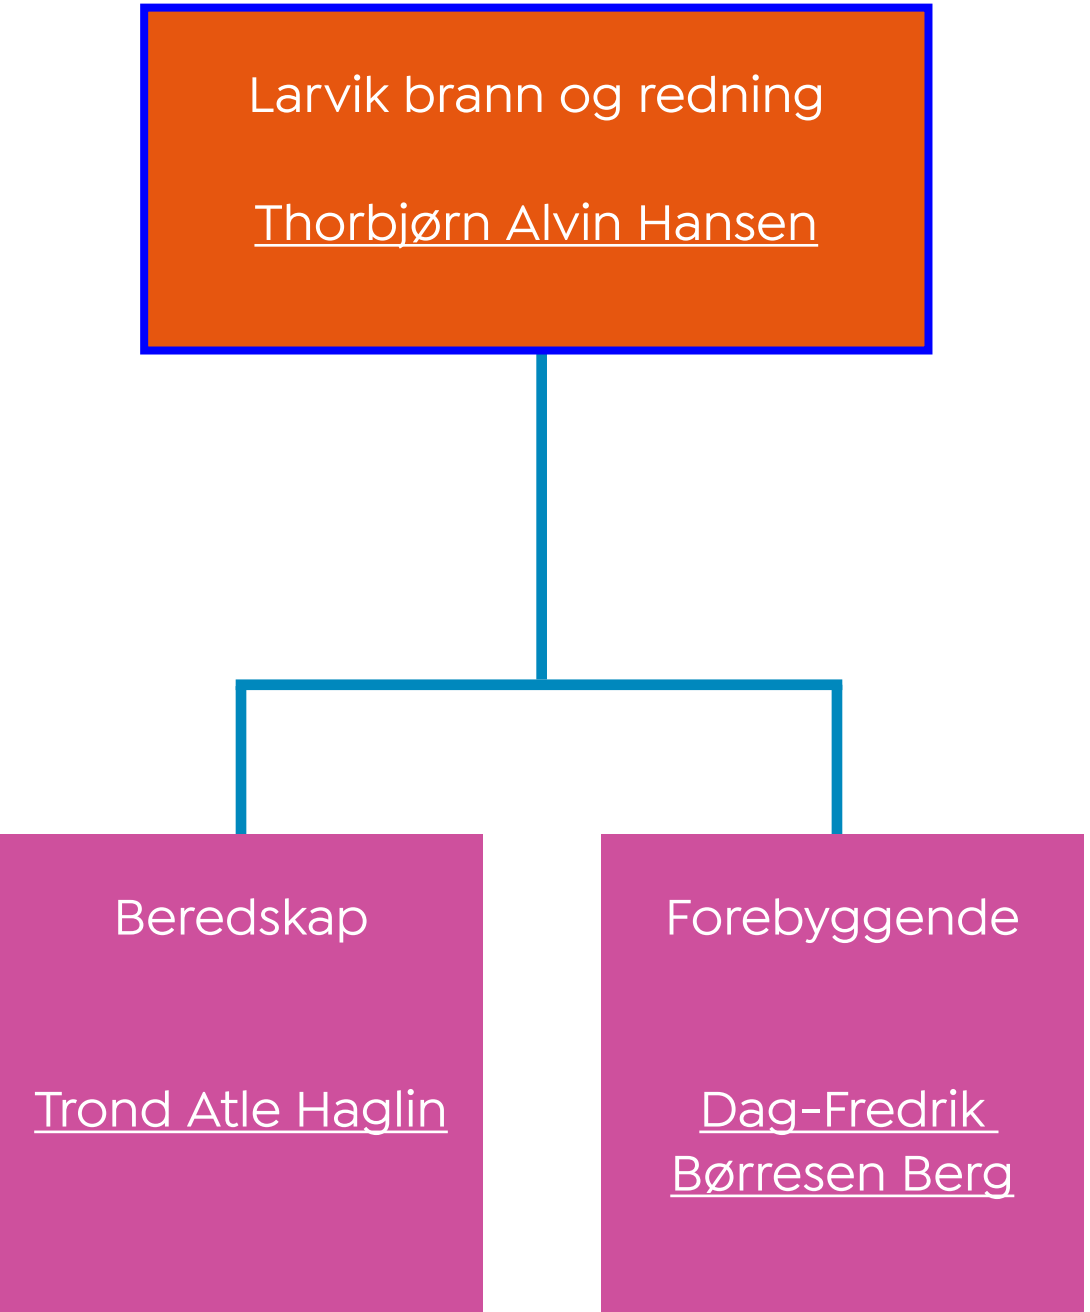 Larvik brann og redning
Thorbjørn Alvin Hansen
Beredskap
Trond Atle Haglin
Forebyggende
Dag-Fredrik
Børresen Berg